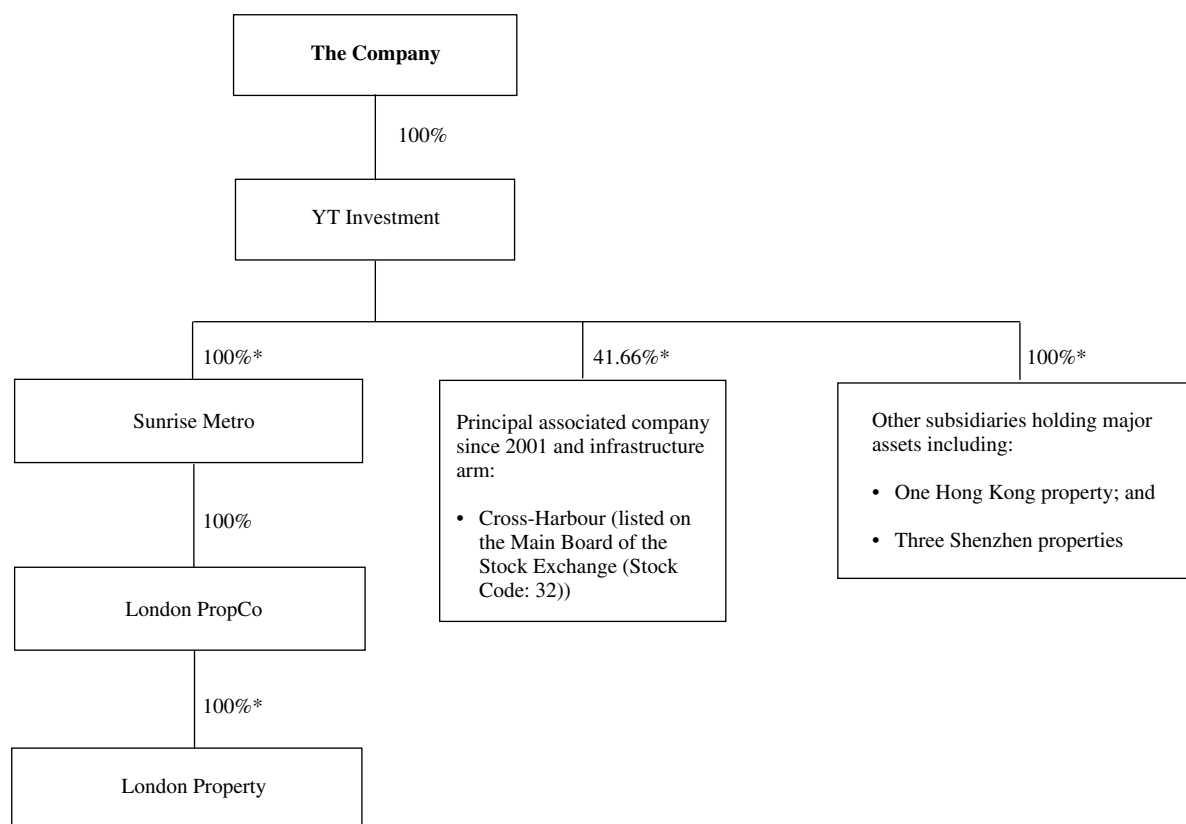 The Company
100%
YT Investment
100%*
41.66%*
100%*
Sunrise Metro
Principal associated company
since 2001 and infrastructure
arm:
• Cross-Harbour (listed on
the Main Board of the
Stock Exchange (Stock
Code: 32))
Other subsidiaries holding major
assets including:
• One Hong Kong property; and
• Three Shenzhen properties
100%
London PropCo
100%*
London Property